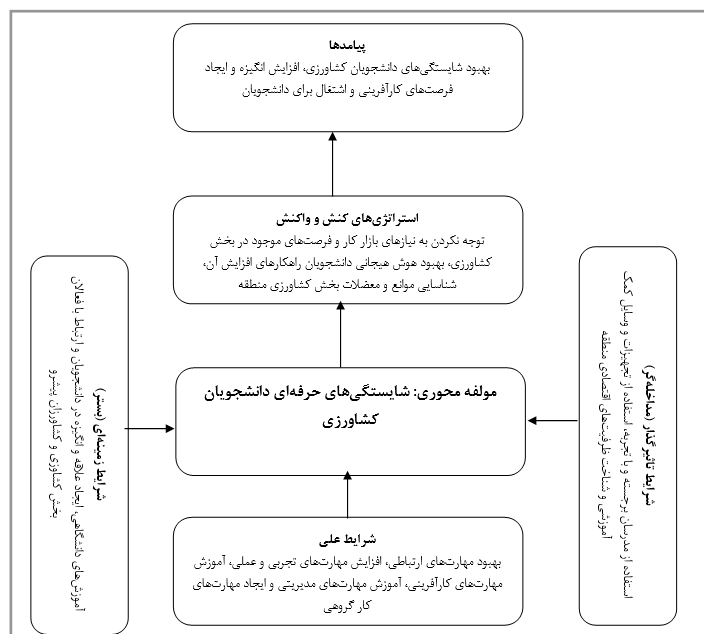 پیامدها
بهبود شایستگی‌های دانشجویان کشاورزی، افزایش انگیزه و ایجاد
فرصت‌های کارآفرینی و اشتغال برای دانشجویان
استراتژی‌های کنش و واکنش
توجه نکردن به نیازهای بازار کار و فرصت‌های موجود در بخش
کشاورزی، بهبود هوش هیجانی دانشجویان راهکارهای افزایش آن،
شناسایی موانع و معضلات بخش کشاورزی منطقه
شرایط تاثیرگذار (مداخله‌گر)
استفاده از مدرسان برجسته و با تجربه، استفاده از تجهیزات و وسایل کمک
آموزشی و شناخت ظرفیت‌های اقتصادی منطقه
مولفه محوری: شایستگی‌های حرفه‌ای دانشجویان
کشاورزی
شرایط زمینه‌ای (بستر)
آموزش‌های دانشگاهی، ایجاد علاقه و انگیزه در دانشجویان و ارتباط با فعالان
بخش کشاوزی و کشاورزان پیشرو
شرایط علی
بهبود مهارت‌های ارتباطی، افزایش مهارت‌های تجربی و عملی، آموزش
مهارت‌های کارآفرینی، آموزش مهارت‌های مدیریتی و ایجاد مهارت‌های
کار گروهی